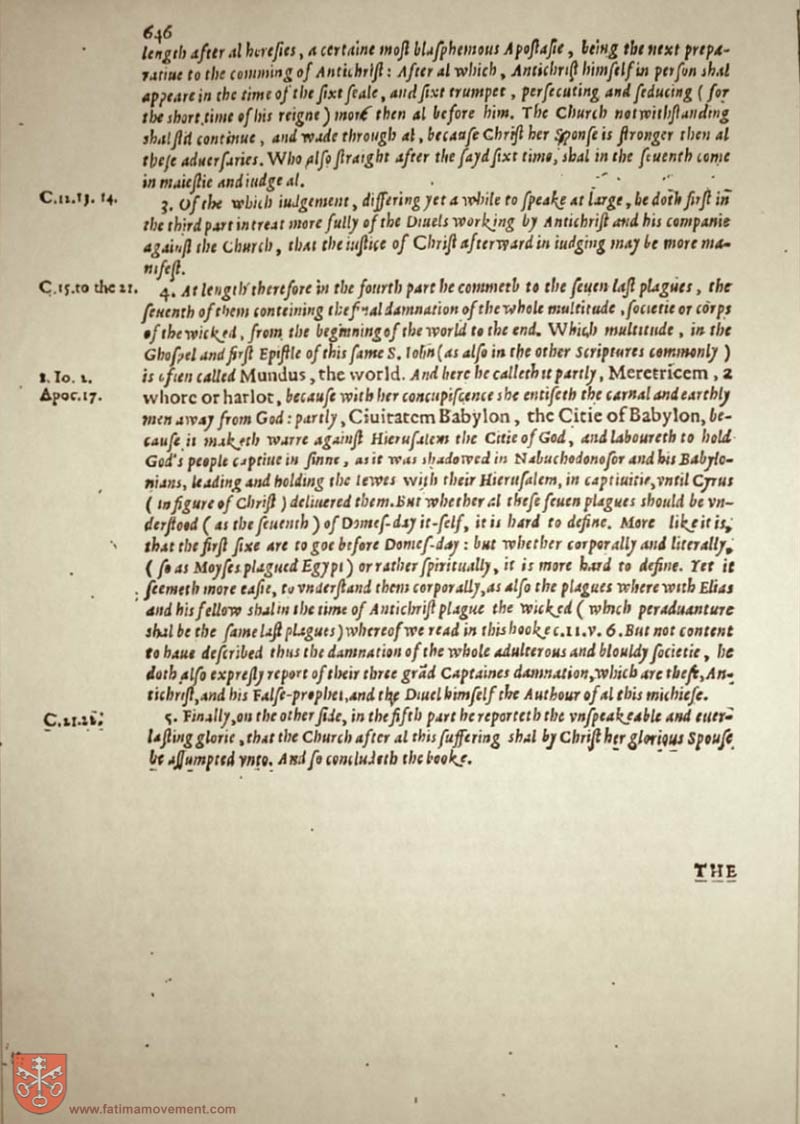 646
length after al heresies, a certaine most blasphemous Apostasie, being the next prepa-
ratiue to the comming of Antichrist: After al which, Antichrist himself in person shal
appeare in the time of the sixt seale, and sixt trumpet, persecuting and seducing (for
the short time of his reigne) more then al before him. The Church notwithstanding
shal stil continue, and wade through al, because Christ her Sponse is stronger then al
these aduersaries. Who also straight after the sayd sixt time, shal in the seuenth come
in maiestie and iudge al.
C.12.13. 14.
3. Of the which iudgement, differing yet a while to speake at large, he doth first in
the third part intreat more fully of the Diuels working by Antichrist and his companie
against the Church, that the iustice of Christ afterward in iudging may be more ma-
nifest.
C.15.to the 21.
4. At length therefore in the fourth part he commeth to the seuen last plagues, the
seuenth of them conteining the final damnation of the whole multitude, societie or corps
of the wicked, from the beginning of the world to the end. Which multitude, in the
Ghospel and first Epistle of this same S. Iohn (as also in the other Scriptures commonly)
1. Io. 2.
is often called Mundus, the world. And here he calleth it partly, Meretricem, a
Apoc.17.
whore or harlot, because with her concupiscence she entiseth the carnal and earthly
men away from God: partly, Ciuitatem Babylon, the Citie of Babylon, be-
cause it maketh warre against Hierusalem the Citie of God, and laboureth to hold
God's people captiue in sinne, as it was shadowed in Nabuchodonosor and his Babylo-
nians, leading and holding the Iewes with their Hierusalem, in captiuitie, vntil Cyrus
(in figure of Christ) deliuered them. But whether al these seuen plagues should be vn-
derstood (as the seuenth) of Domes-day it-self, it is hard to define. More like it is,
that the first sixe are to goe before Domes-day: but whether corporally and literally,
(so as Moyses plagued Egypt) or rather spiritually, it is more hard to define. Yet it
seemeth more easie, to vnderstand them corporally, as also the plagues where with Elias
and his fellow shal in the time of Antichrist plague the wicked (which peraduanture
shal be the same last plagues) whereof we read in this booke c.11.v. 6. But not content
to haue described thus the damnation of the whole adulterous and blouldy societie, he
doth also expresly report of their three grãd Captaines damnation, which are these, An-
tichrist, and his False-prophet, and the Diuel himself the Authour of al this michiefe.
C.21.22.
5. Finally, on the other side, in the fifth part he reporteth the vnspeakeable and euer-
lasting glorie, that the Church after al this suffering shal by Christ her glorious Spouse
be assumpted vnto. And so concludeth the booke.
THE
www.fatimamovement.com